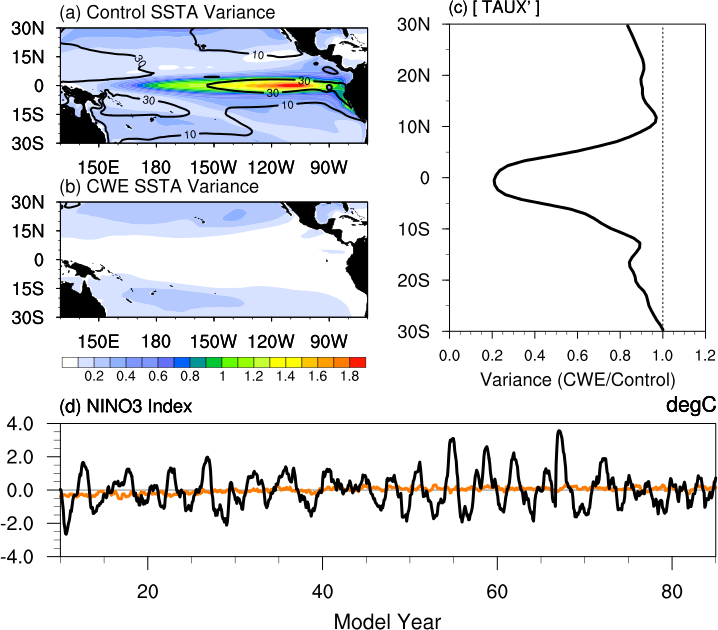 (a) Control SSTA Variance
30N
15N
0
15S
30S
30
10
30
30
30
10
10
150E 180 150W 120W 90W
(b) CWE SSTA Variance
30N
15N
0
15S
30S
150E 180 150W 120W 90W
0.2 0.4 0.6 0.8 1 1.2 1.4 1.6 1.8
(c) [ TAUX' ]
30N
20N
10N
0
10S
20S
30S
0.0 0.2 0.4 0.6 0.8 1.0 1.2
Variance (CWE/Control)
(d) NINO3 Index degC
4.0
2.0
0.0
-2.0
-4.0
20 40 60 80
Model Year